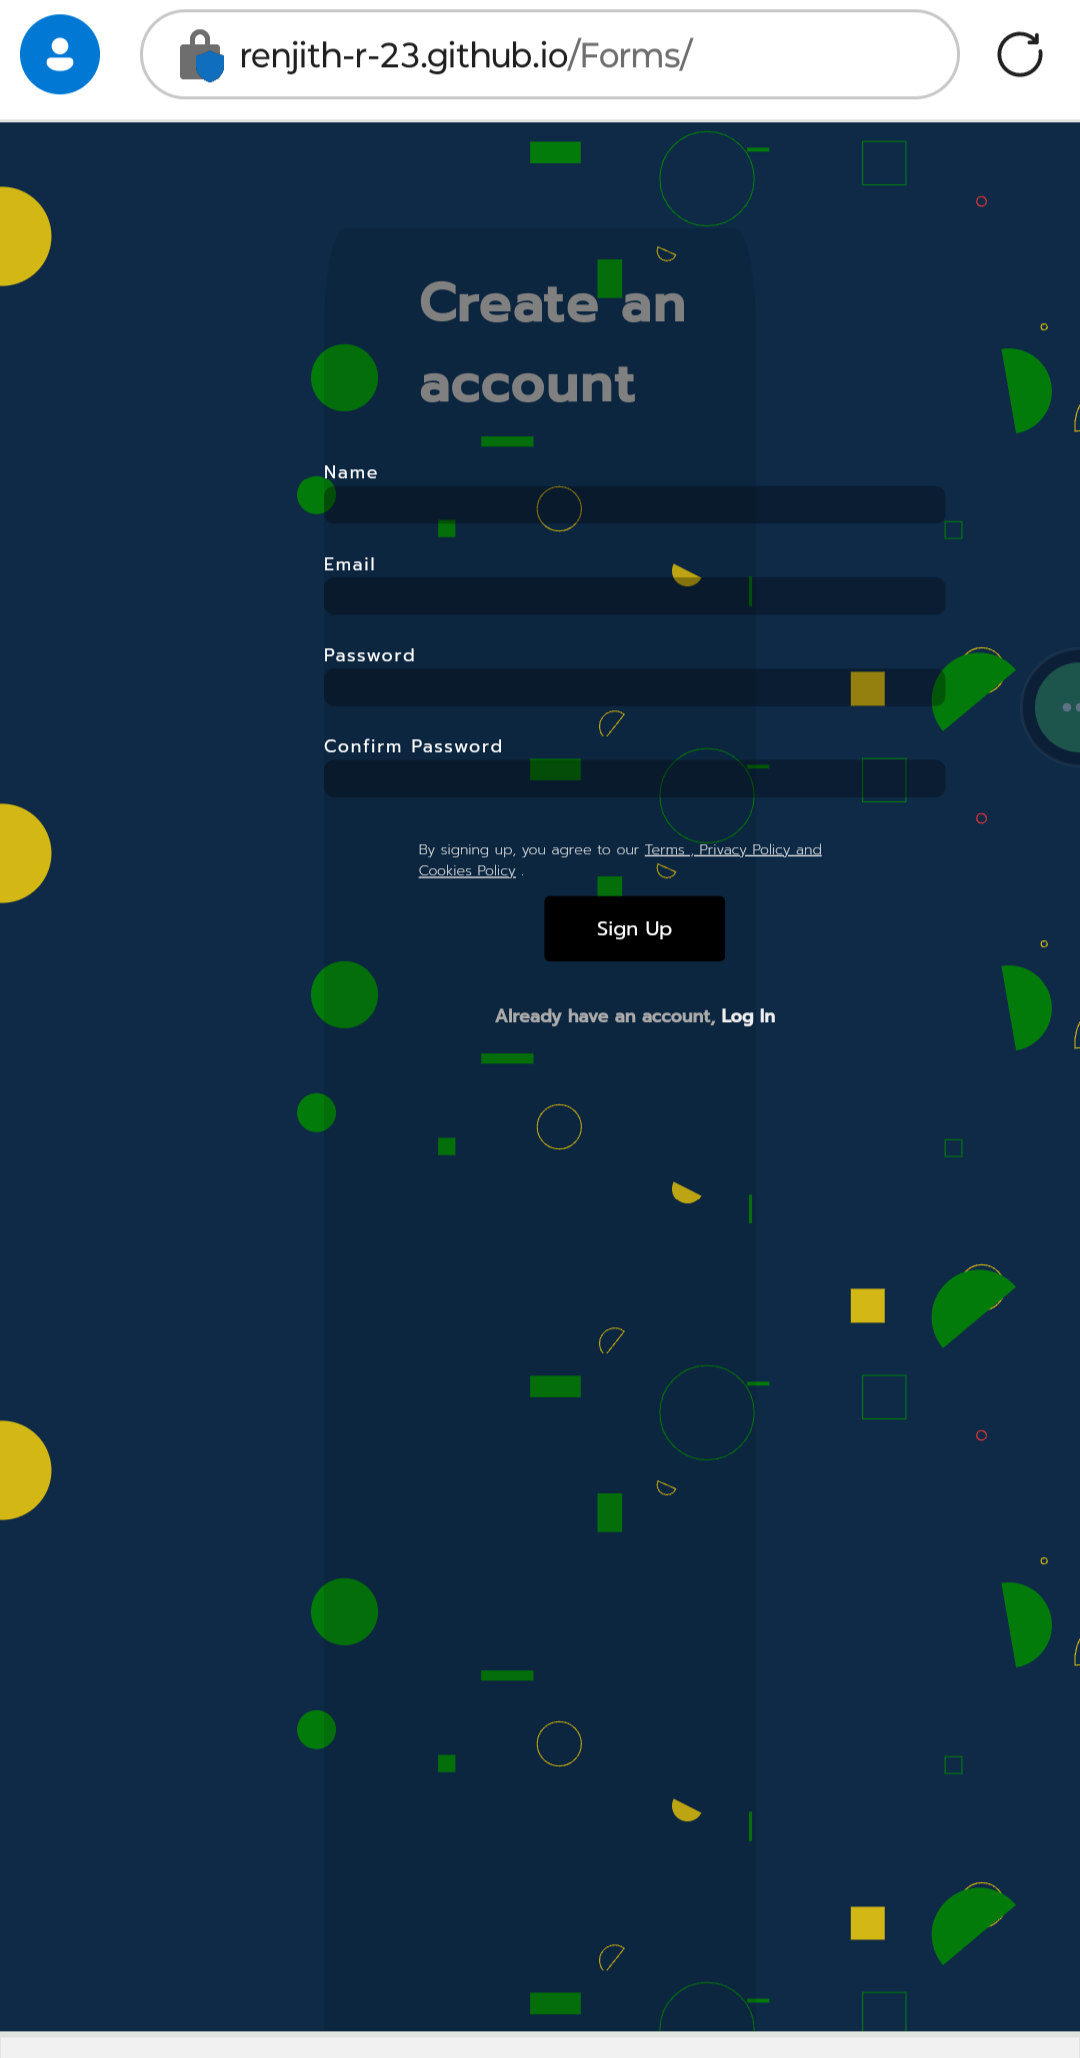 renjith-r-23.github.io/Forms/
Create an
account
Name
Email
Password
Confirm Password
By signing up, you agree to our Terms , Privacy Policy and
Cookies Policy .
Sign Up
Already have an account, Log In